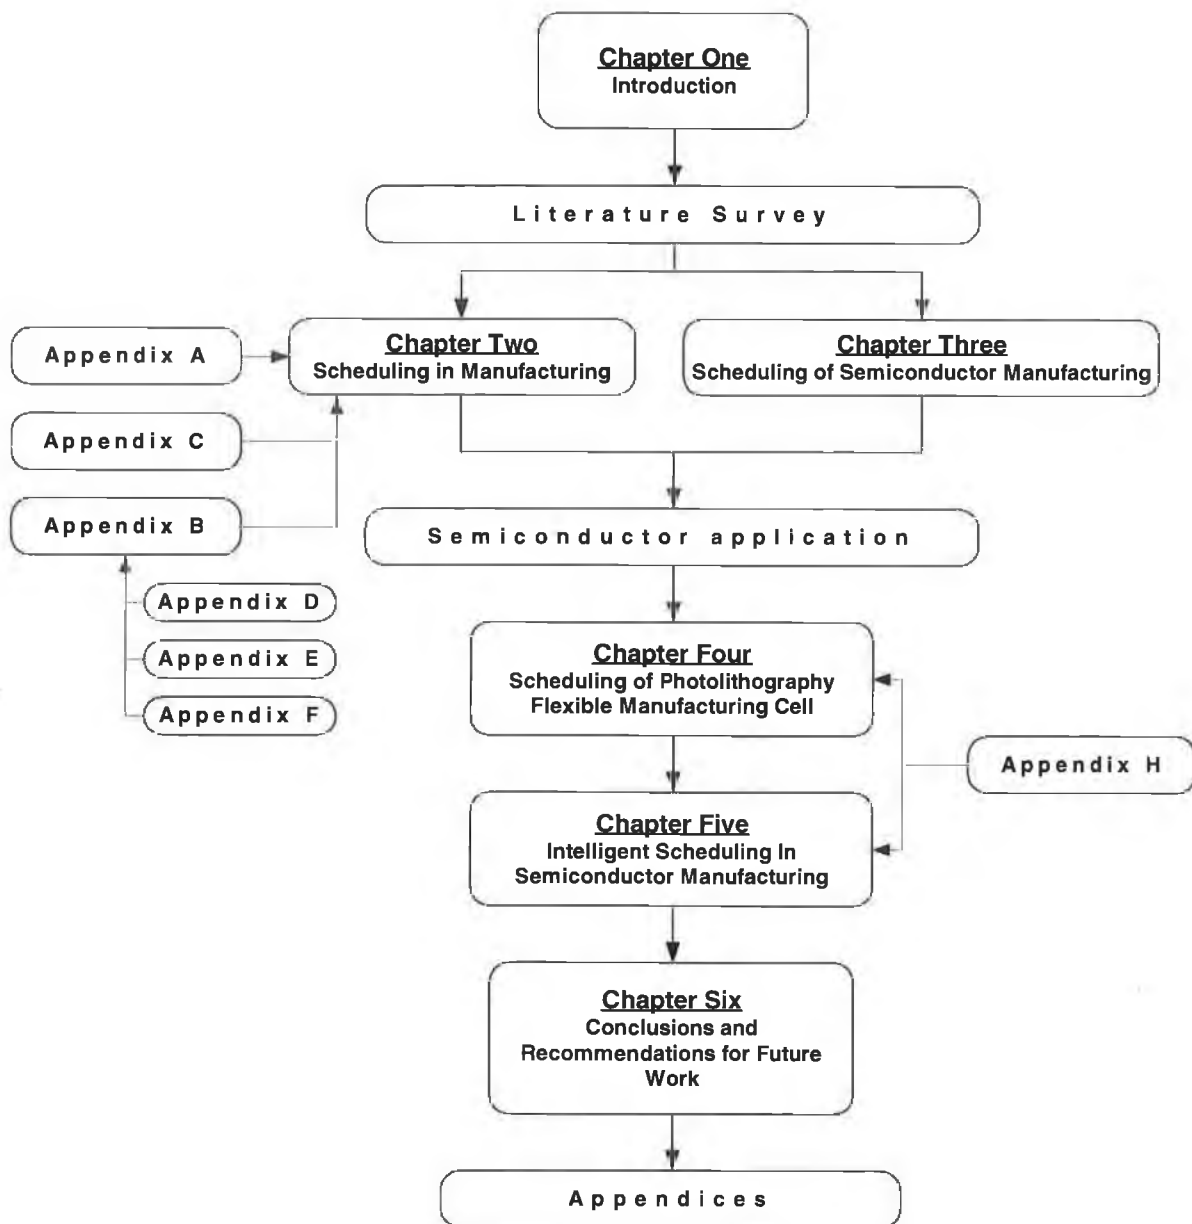 Chapter One
Introduction
Literature Survey
Appendix A
Chapter Two
Scheduling in Manufacturing
Chapter Three
Scheduling of Semiconductor Manufacturing
Appendix C
Appendix B
Semiconductor application
Appendix D
Appendix E
Appendix F
Chapter Four
Scheduling of Photolithography
Flexible Manufacturing Cell
Appendix H
Chapter Five
Intelligent Scheduling In
Semiconductor Manufacturing
Chapter Six
Conclusions and
Recommendations for Future
Work
Appendices